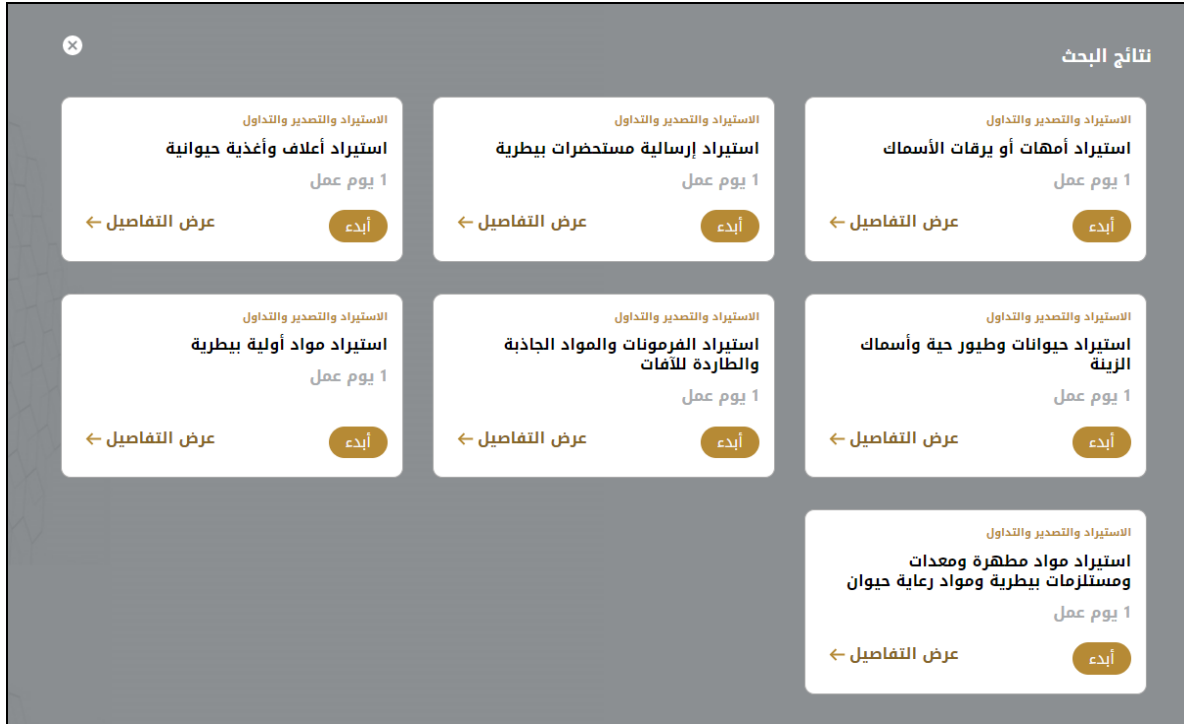 نتائج البحث
الاستيراد والتصدير والتداول
استيراد أمهات أو يرقات الأسماك
1 يوم عمل
أبدء
عرض التفاصيل
الاستيراد والتصدير والتداول
استيراد إرسالية مستحضرات بيطرية
1 يوم عمل
أبدء
عرض التفاصيل
الاستيراد والتصدير والتداول
استيراد أعلاف وأغذية حيوانية
1 يوم عمل
أبدء
عرض التفاصيل
الاستيراد والتصدير والتداول
استيراد حيوانات وطيور حية وأسماك
الزينة
1 يوم عمل
أبدء
عرض التفاصيل
الاستيراد والتصدير والتداول
استيراد الفرمونات والمواد الجاذبة
والطاردة للآفات
1 يوم عمل
أبدء
عرض التفاصيل
الاستيراد والتصدير والتداول
استيراد مواد أولية بيطرية
1 يوم عمل
أبدء
عرض التفاصيل
الاستيراد والتصدير والتداول
استيراد مواد مطهرة ومعدات
ومستلزمات بيطرية ومواد رعاية حيوان
1 يوم عمل
أبدء
عرض التفاصيل